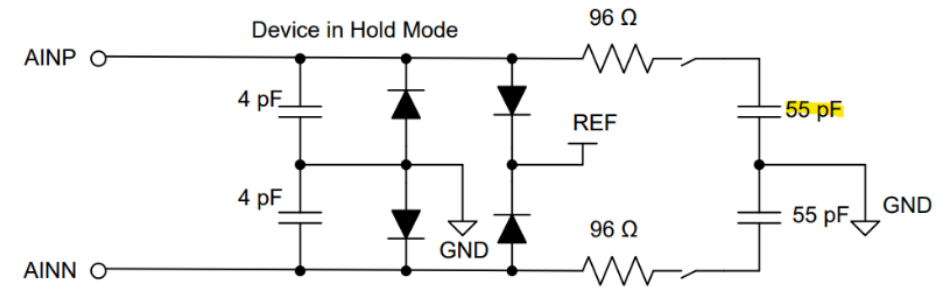 96 Ω
Device in Hold Mode
AINP
4 pF
55 pF
REF
4 pF
55 pF
GND
96 Ω
GND
AINN